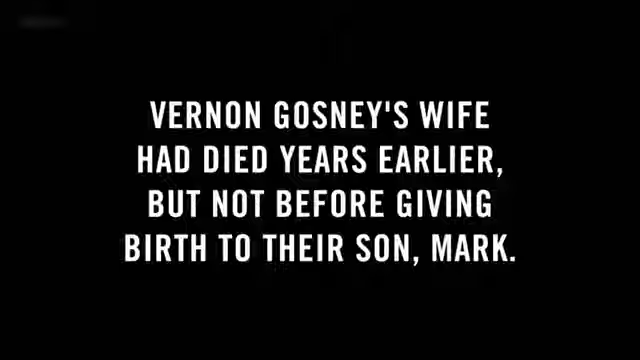 VERNON GOSNEY'S WIFE
HAD DIED YEARS EARLIER,
BUT NOT BEFORE GIVING
BIRTH TO THEIR SON, MARK.